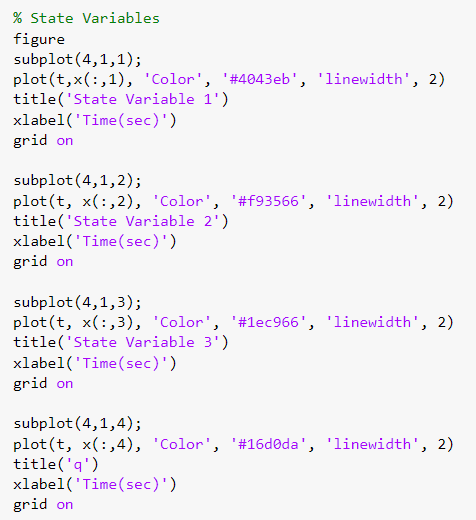 % State Variables
figure
subplot(4,1,1);
plot(t,x(:,1), 'Color', '#4043eb', 'linewidth', 2)
title('State Variable 1')
xlabel('Time(sec)')
grid on
subplot(4,1,2);
plot(t, x(:,2), 'Color', '#f93566', 'linewidth', 2)
title('State Variable 2')
xlabel('Time(sec)')
grid on
subplot(4,1,3);
plot(t, x(:,3), 'Color', '#1ec966', 'linewidth', 2)
title('State Variable 3')
xlabel('Time(sec)')
grid on
subplot(4,1,4);
plot(t, x(:,4), 'Color', '#16d0da', 'linewidth', 2)
title('q')
xlabel('Time(sec)')
grid on